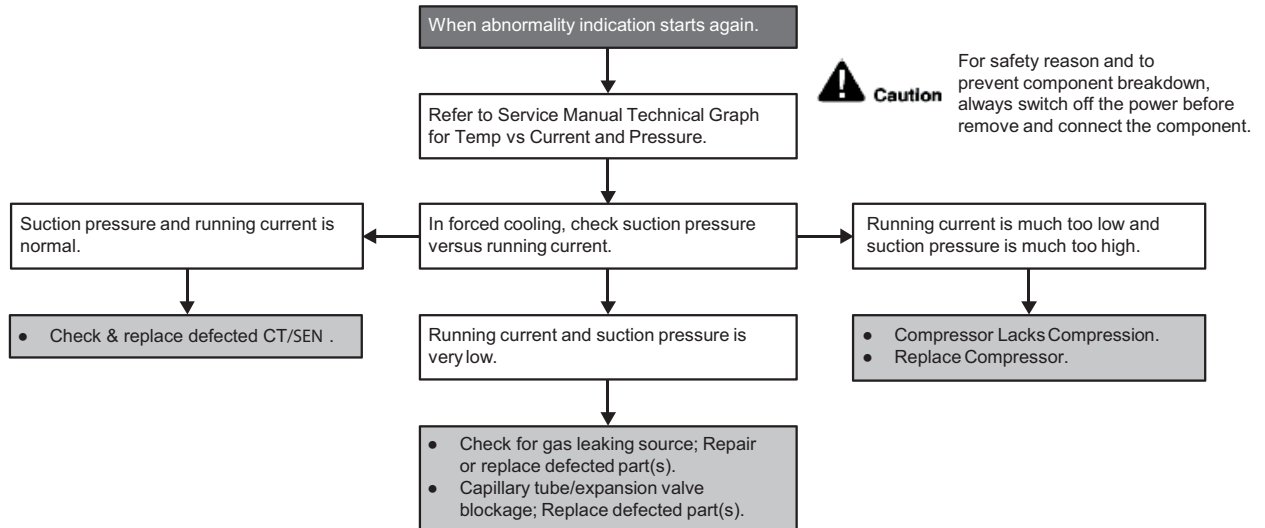 When abnormality indication starts again.
Caution
For safety reason and to
prevent component breakdown,
always switch off the power before
remove and connect the component.
Refer to Service Manual Technical Graph
for Temp vs Current and Pressure.
Suction pressure and running current is
normal.
In forced cooling, check suction pressure
versus running current.
Running current is much too low and
suction pressure is much too high.
● Check & replace defected CT/SEN .
Running current and suction pressure is
very low.
● Compressor Lacks Compression.
● Replace Compressor.
● Check for gas leaking source; Repair
or replace defected part(s).
● Capillary tube/expansion valve
blockage; Replace defected part(s).